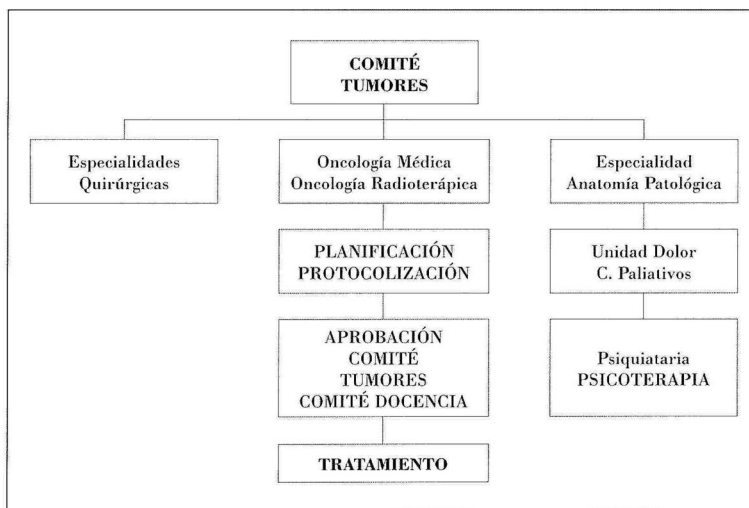 COMITÉ
TUMORES
Especialidades
Quirúrgicas
Oncología Médica
Oncología Radioterápica
Especialidad
Anatomía Patológica
PLANIFICACIÓN
PROTOCOLIZACIÓN
Unidad Dolor
C. Paliativos
APROBACIÓN
COMITÉ
TUMORES
COMITÉ DOCENCIA
Psiquiataria
PSICOTERAPIA
TRATAMIENTO